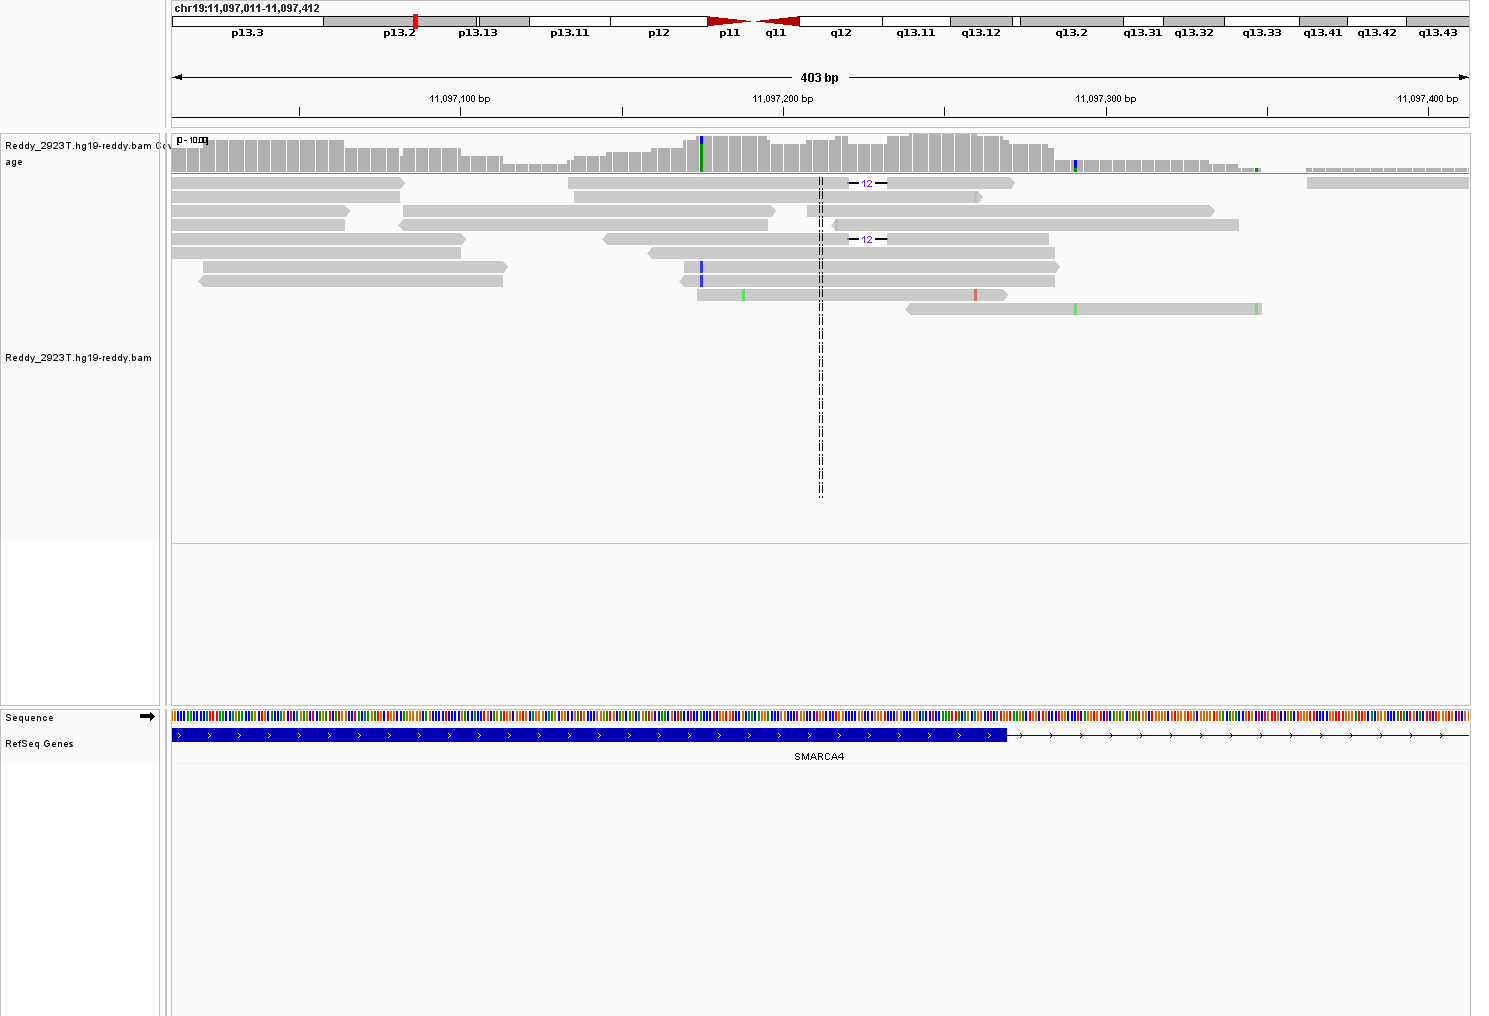 chr19:11,097,011-11,097,412
p13.3 p13.2 p13.13 p13.11 p12 p11 q11 q12 q13.11 q13.12 q13.2 q13.31 q13.32 q13.33 q13.41 q13.42 q13.43
403 bp
11,097,100 bp 11,097,200 bp 11,097,300 bp 11,097,400 bp
Reddy_2923T.hg19-reddy.bam Cov
age
[0 - 10.00]
12
12
Reddy_2923T.hg19-reddy.bam
Sequence
RefSeq Genes
SMARCA4